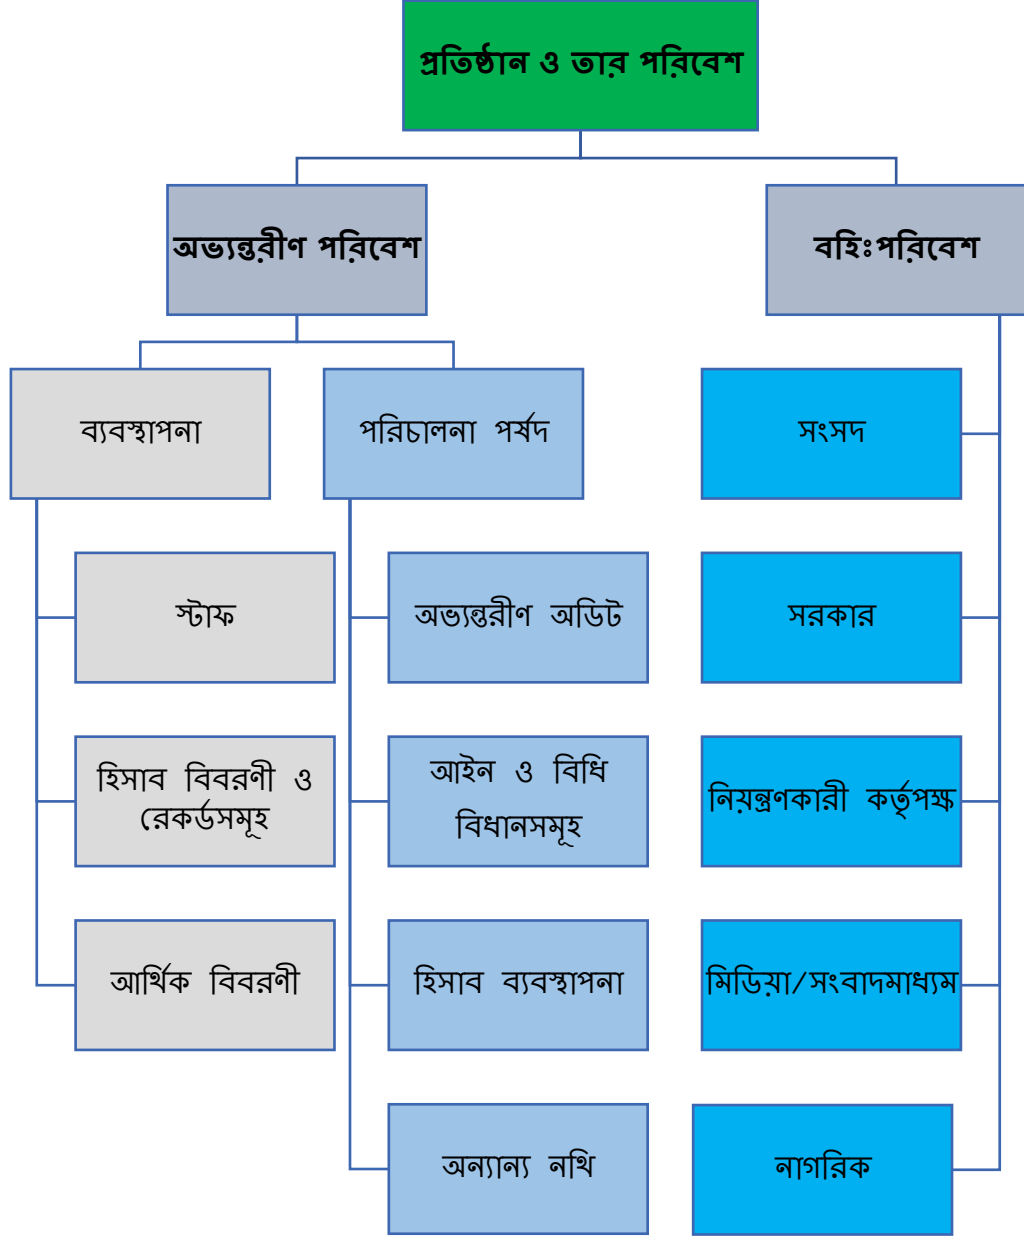 প্রতিষ্ঠান ও তার পরিবেশ
অভ্যন্তরীণ পরিবেশ
বহিঃপরিবেশ
ব্যবস্থাপনা
পরিচালনা পর্ষদ
সংসদ
স্টাফ
অভ্যন্তরীণ অডিট
সরকার
হিসাব বিবরণী ও
রেকর্ডসমূহ
আইন ও বিধি
বিধানসমূহ
নিয়ন্ত্রণকারী কর্তৃপক্ষ
আর্থিক বিবরণী
হিসাব ব্যবস্থাপনা
মিডিয়া/সংবাদমাধ্যম
অন্যান্য নথি
নাগরিক